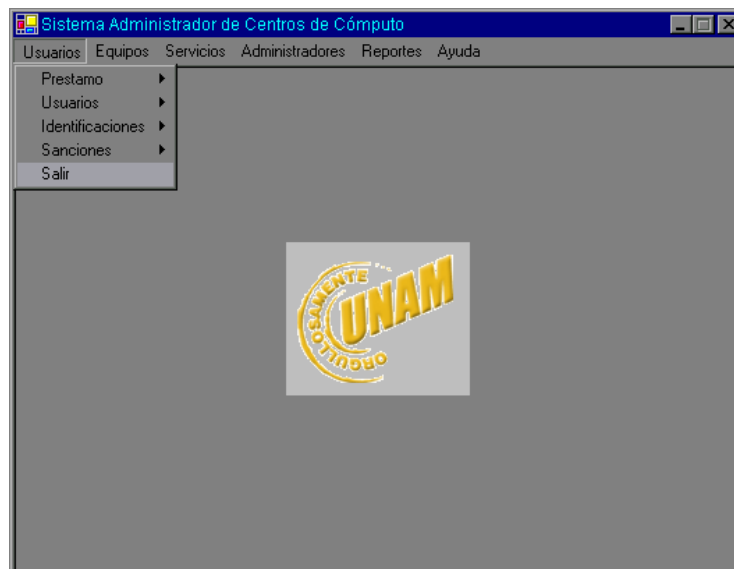 Sistema Administrador de Centros de Cómputo
Usuarios Equipos Servicios Administradores Reportes Ayuda
Prestamo
Usuarios
Identificaciones
Sanciones
Salir
ORGULLOSAMENTE
UNAM